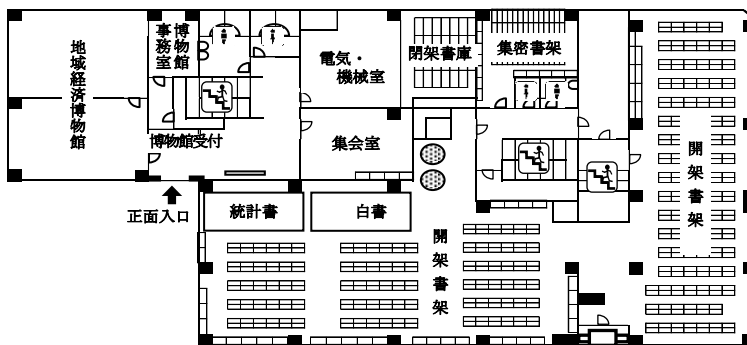 地域経済博物館
博物館
事務室
電気・
機械室
閉架書庫
集密書架
博物館受付
集会室
開架書架
正面入口
統計書
白書
開架書架